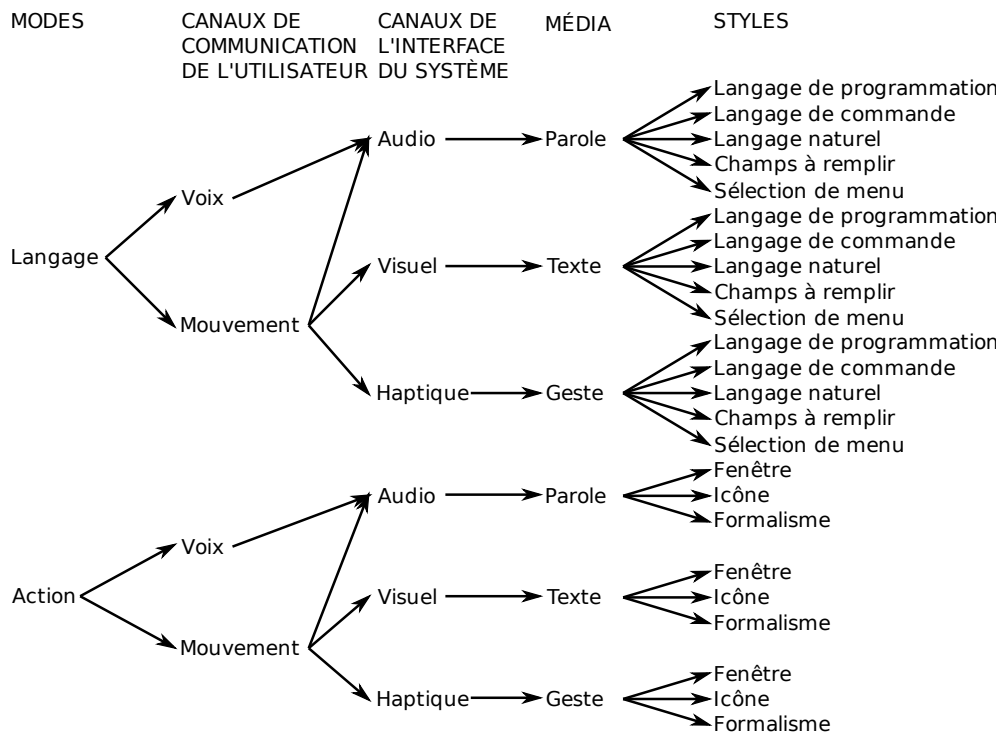 MODES
CANAUX DE
COMMUNICATION
DE L'UTILISATEUR
CANAUX DE
L'INTERFACE
DU SYSTÈME
MÉDIA
STYLES
Langage
Voix
Mouvement
Audio
Parole
Langage de programmation
Langage de commande
Langage naturel
Champs à remplir
Sélection de menu
Visuel
Texte
Langage de programmation
Langage de commande
Langage naturel
Champs à remplir
Sélection de menu
Haptique
Geste
Langage de programmation
Langage de commande
Langage naturel
Champs à remplir
Sélection de menu
Action
Voix
Mouvement
Audio
Parole
Fenêtre
Icône
Formalisme
Visuel
Texte
Fenêtre
Icône
Formalisme
Haptique
Geste
Fenêtre
Icône
Formalisme